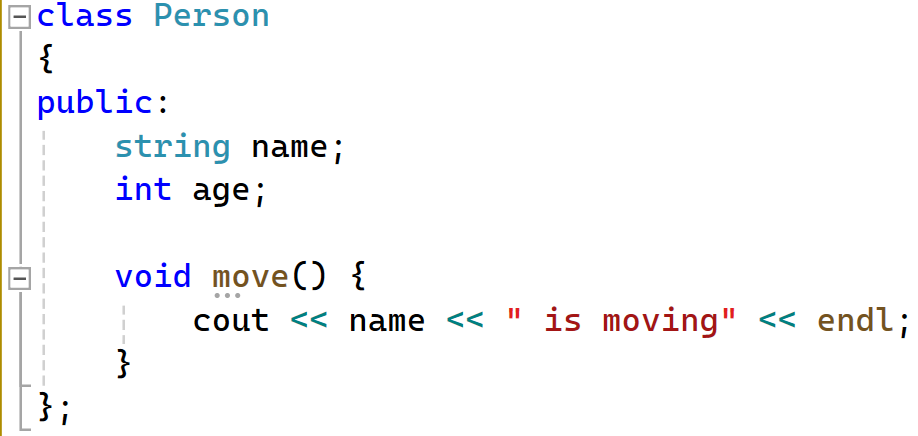 class Person
{
public:
    string name;
    int age;

    void move() {
        cout << name << " is moving" << endl;
    }
};